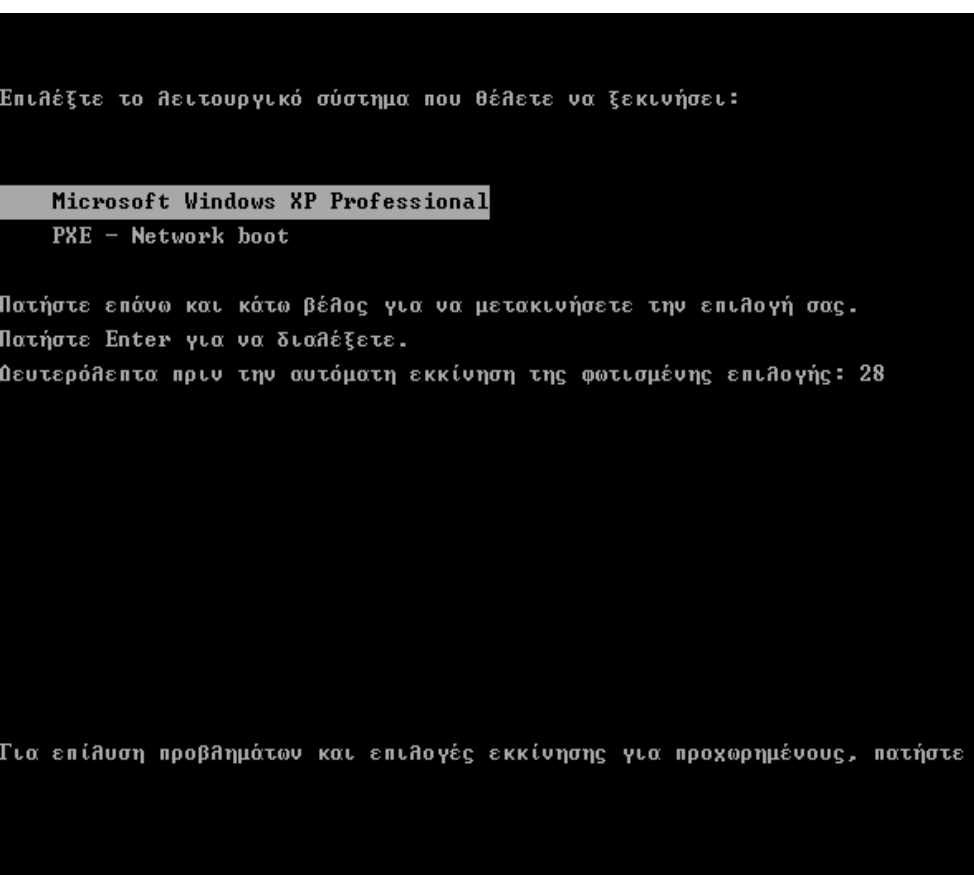 Επιλέξτε το λειτουργικό σύστημα που θέλετε να ξεκινήσει:
Microsoft Windows XP Professional
PXE - Network boot
Πατήστε επάνω και κάτω βέλος για να μετακινήσετε την επιλογή σας.
Πατήστε Enter για να διαλέξετε.
Δευτερόλεπτα πριν την αυτόματη εκκίνηση της φωτισμένης επιλογής: 28
Για επίλυση προβλημάτων και επιλογές εκκίνησης για προχωρημένους, πατήστε